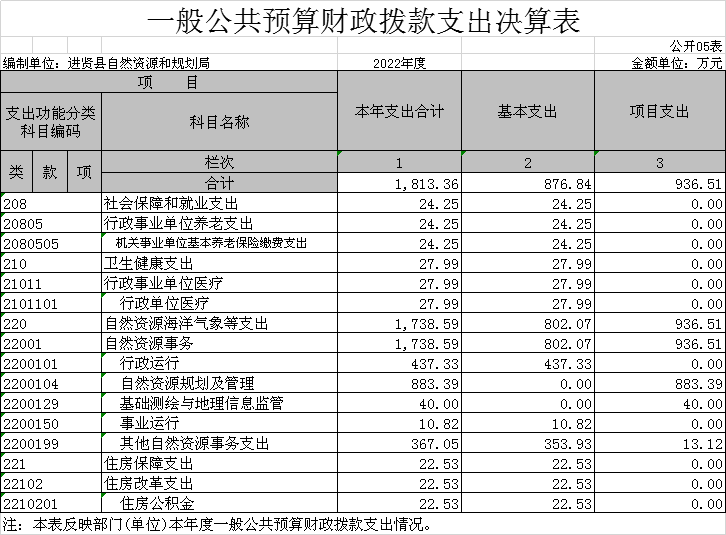 一般公共预算财政拨款支出决算表
公开05表
编制单位：进贤县自然资源和规划局 2022年度 金额单位：万元
项 目 本年支出合计 基本支出 项目支出
支出功能分类科目编码 科目名称
类 款 项 栏次 1 2 3
合计 1,813.36 876.84 936.51
208 社会保障和就业支出 24.25 24.25 0.00
20805 行政事业单位养老支出 24.25 24.25 0.00
2080505 机关事业单位基本养老保险缴费支出 24.25 24.25 0.00
210 卫生健康支出 27.99 27.99 0.00
21011 行政事业单位医疗 27.99 27.99 0.00
2101101 行政单位医疗 27.99 27.99 0.00
220 自然资源海洋气象等支出 1,738.59 802.07 936.51
22001 自然资源事务 1,738.59 802.07 936.51
2200101 行政运行 437.33 437.33 0.00
2200104 自然资源规划及管理 883.39 0.00 883.39
2200129 基础测绘与地理信息监管 40.00 0.00 40.00
2200150 事业运行 10.82 10.82 0.00
2200199 其他自然资源事务支出 367.05 353.93 13.12
221 住房保障支出 22.53 22.53 0.00
22102 住房改革支出 22.53 22.53 0.00
2210201 住房公积金 22.53 22.53 0.00
注：本表反映部门(单位)本年度一般公共预算财政拨款支出情况。